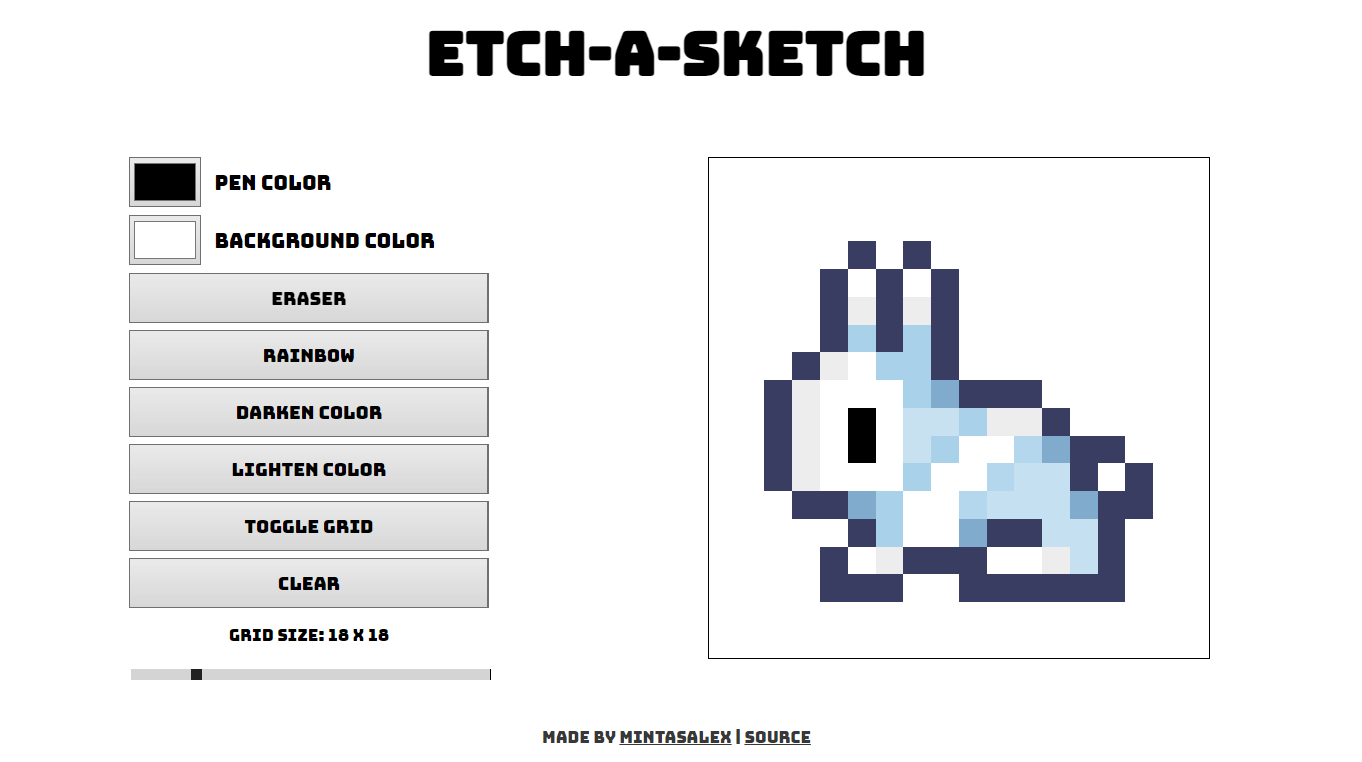 ETCH-A-SKETCH
PEN COLOR
BACKGROUND COLOR
ERASER
RAINBOW
DARKEN COLOR
LIGHTEN COLOR
TOGGLE GRID
CLEAR
GRID SIZE: 18 X 18
MADE BY MINTASALEX | SOURCE